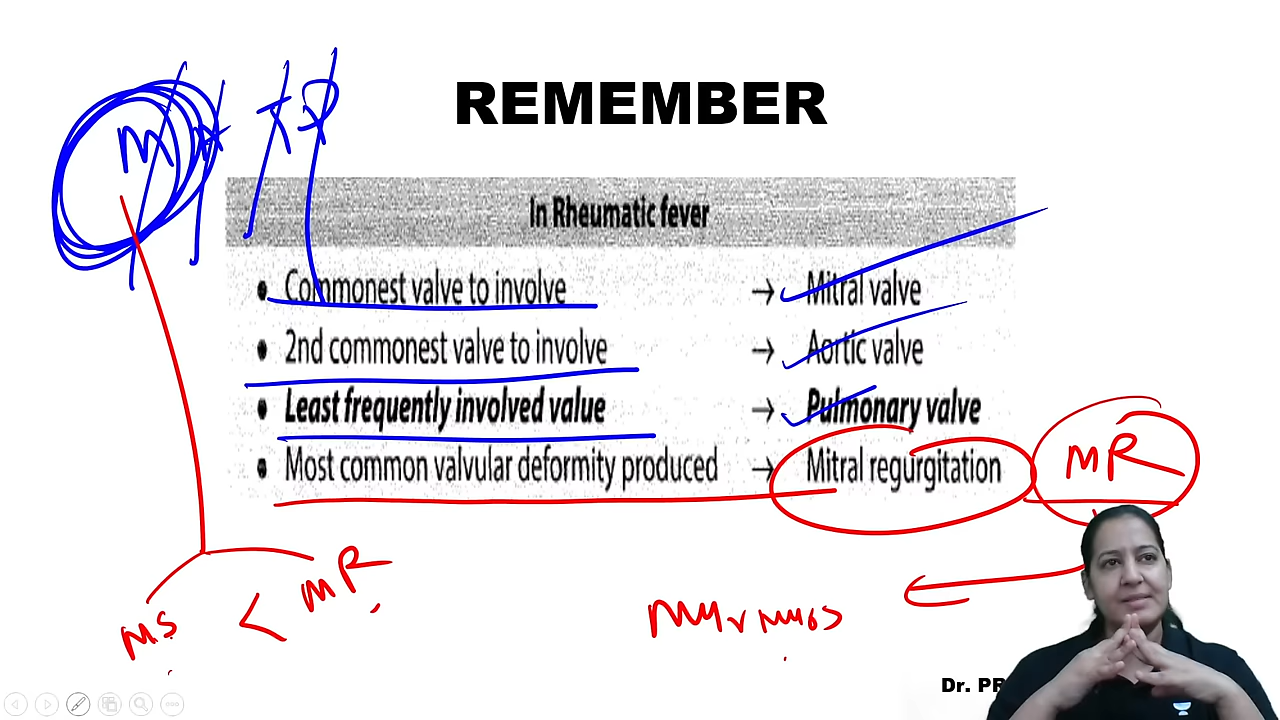 REMEMBER
M
In Rheumatic fever
• Commonest valve to involve → Mitral valve
• 2nd commonest valve to involve → Aortic valve
• Least frequently involved value → Pulmonary valve
• Most common valvular deformity produced → Mitral regurgitation
MR
MS < MR
Dr. PR